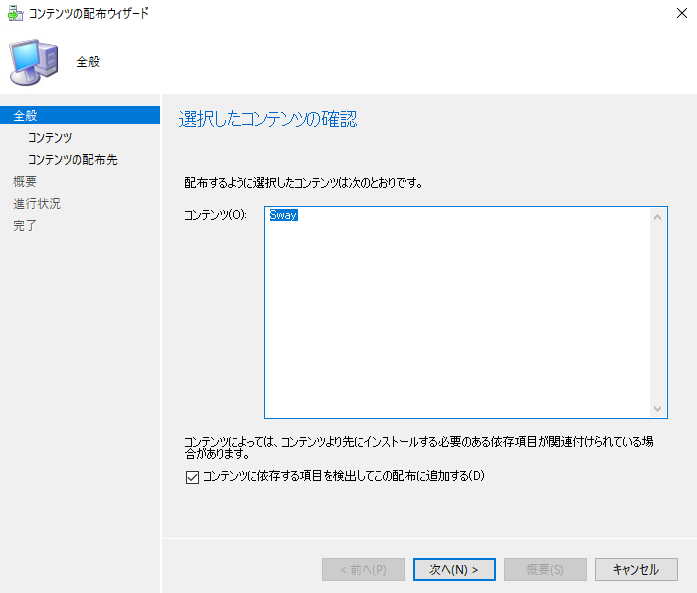 コンテンツの配布ウィザード
全般
全般
コンテンツ
コンテンツの配布先
概要
進行状況
完了
選択したコンテンツの確認
配布するように選択したコンテンツは次のとおりです。
コンテンツ(O):
Sway
コンテンツによっては、コンテンツより先にインストールする必要のある依存項目が関連付けられている場
合があります。
コンテンツに依存する項目を検出してこの配布に追加する(D)
< 前へ(P)
次へ(N) >
概要(S)
キャンセル